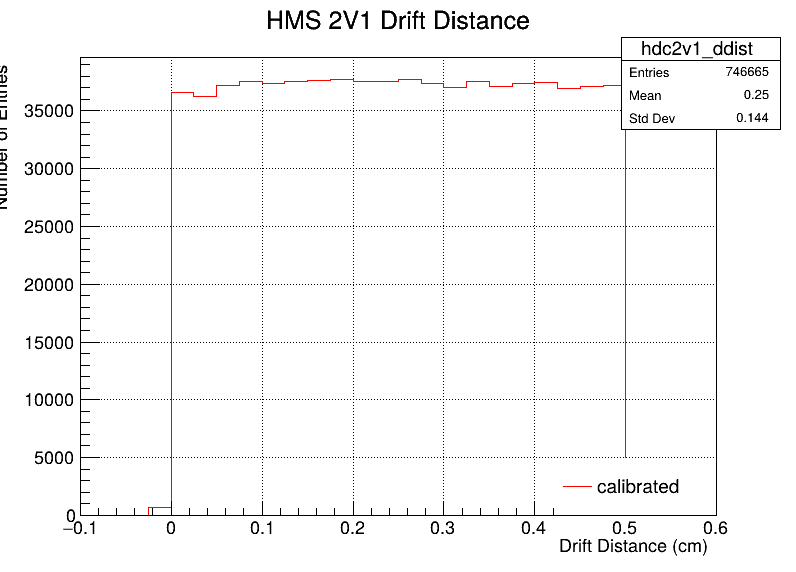 HMS 2V1 Drift Distance
hdc2v1_ddist
Entries 746665
Mean 0.25
Std Dev 0.144
Number of Entries
35000
30000
25000
20000
15000
10000
5000
0
−0.1 0 0.1 0.2 0.3 0.4 0.5 0.6
calibrated
Drift Distance (cm)